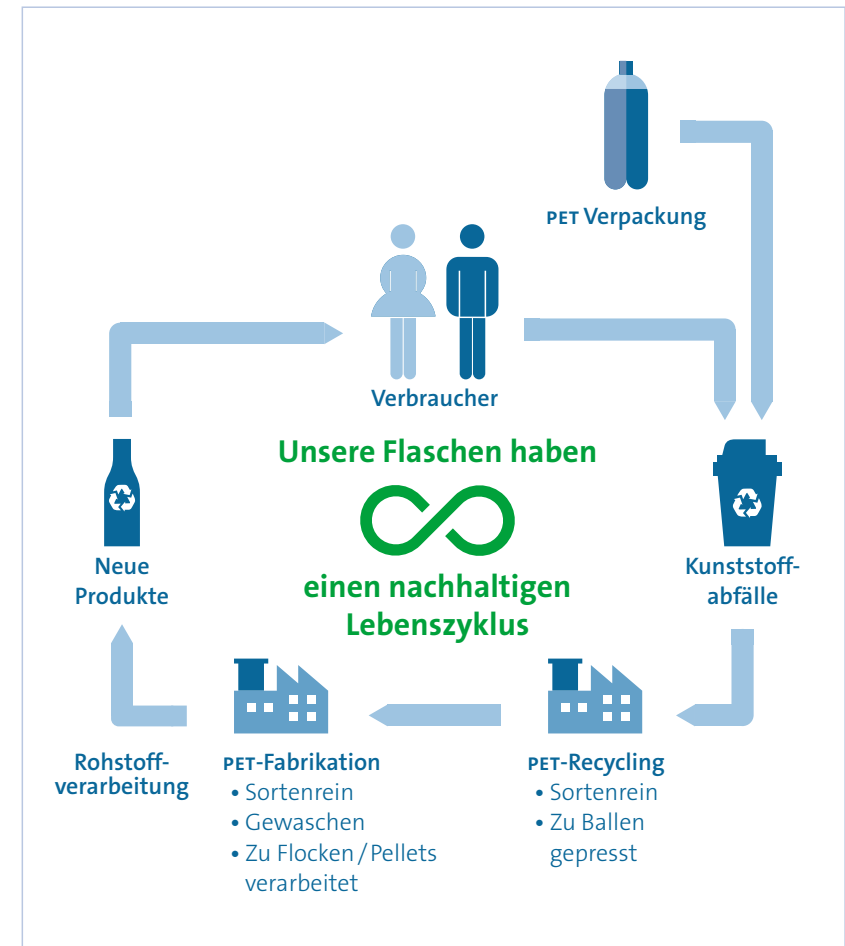 PET Verpackung
Verbraucher
Unsere Flaschen haben
einen nachhaltigen
Lebenszyklus
Neue
Produkte
Kunststoff-
abfälle
Rohstoff-
verarbeitung
PET-Fabrikation
• Sortenrein
• Gewaschen
• Zu Flocken / Pellets
verarbeitet
PET-Recycling
• Sortenrein
• Zu Ballen
gepresst